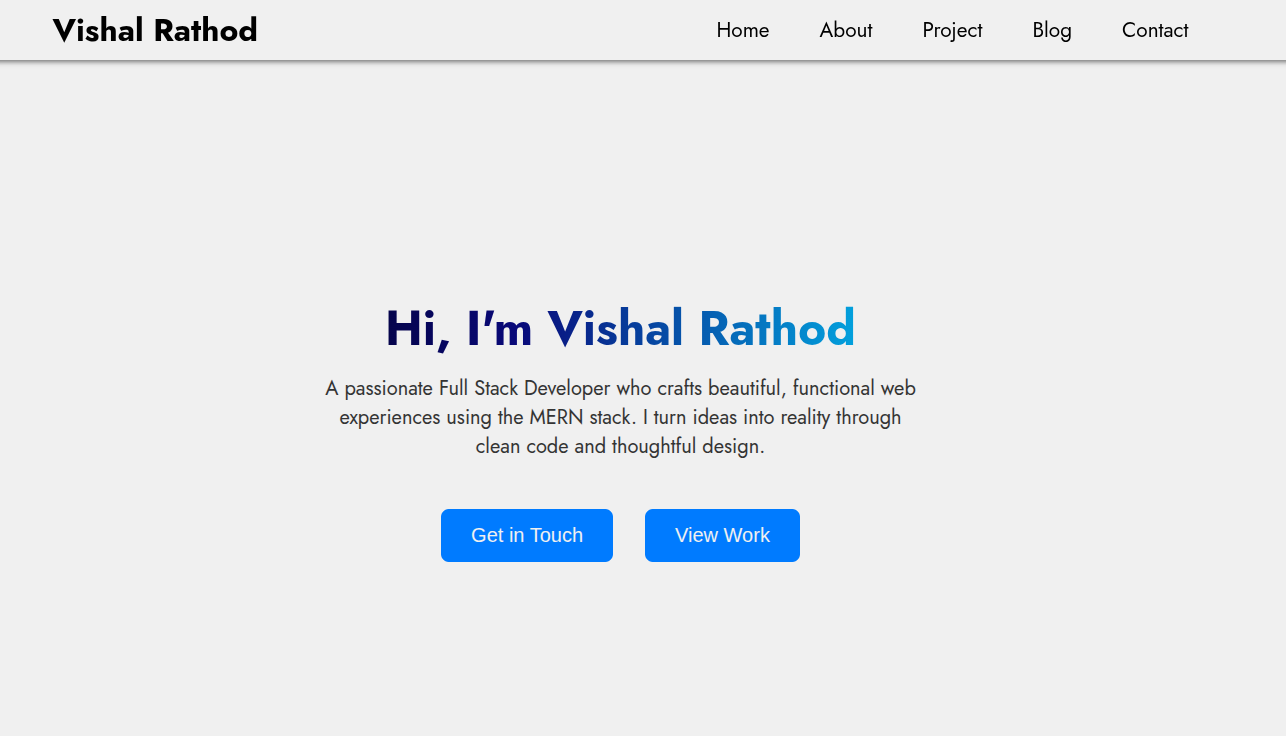 Vishal Rathod
Home About Project Blog Contact
Hi, I'm Vishal Rathod
A passionate Full Stack Developer who crafts beautiful, functional web
experiences using the MERN stack. I turn ideas into reality through
clean code and thoughtful design.
Get in Touch View Work